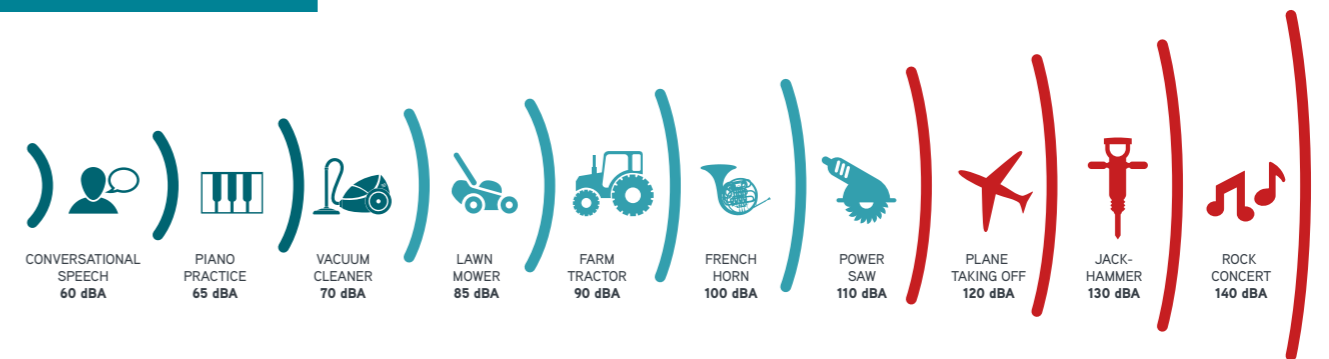 CONVERSATIONAL
SPEECH
60 dBA
PIANO
PRACTICE
65 dBA
VACUUM
CLEANER
70 dBA
LAWN
MOWER
85 dBA
FARM
TRACTOR
90 dBA
FRENCH
HORN
100 dBA
POWER
SAW
110 dBA
PLANE
TAKING OFF
120 dBA
JACK-
HAMMER
130 dBA
ROCK
CONCERT
140 dBA